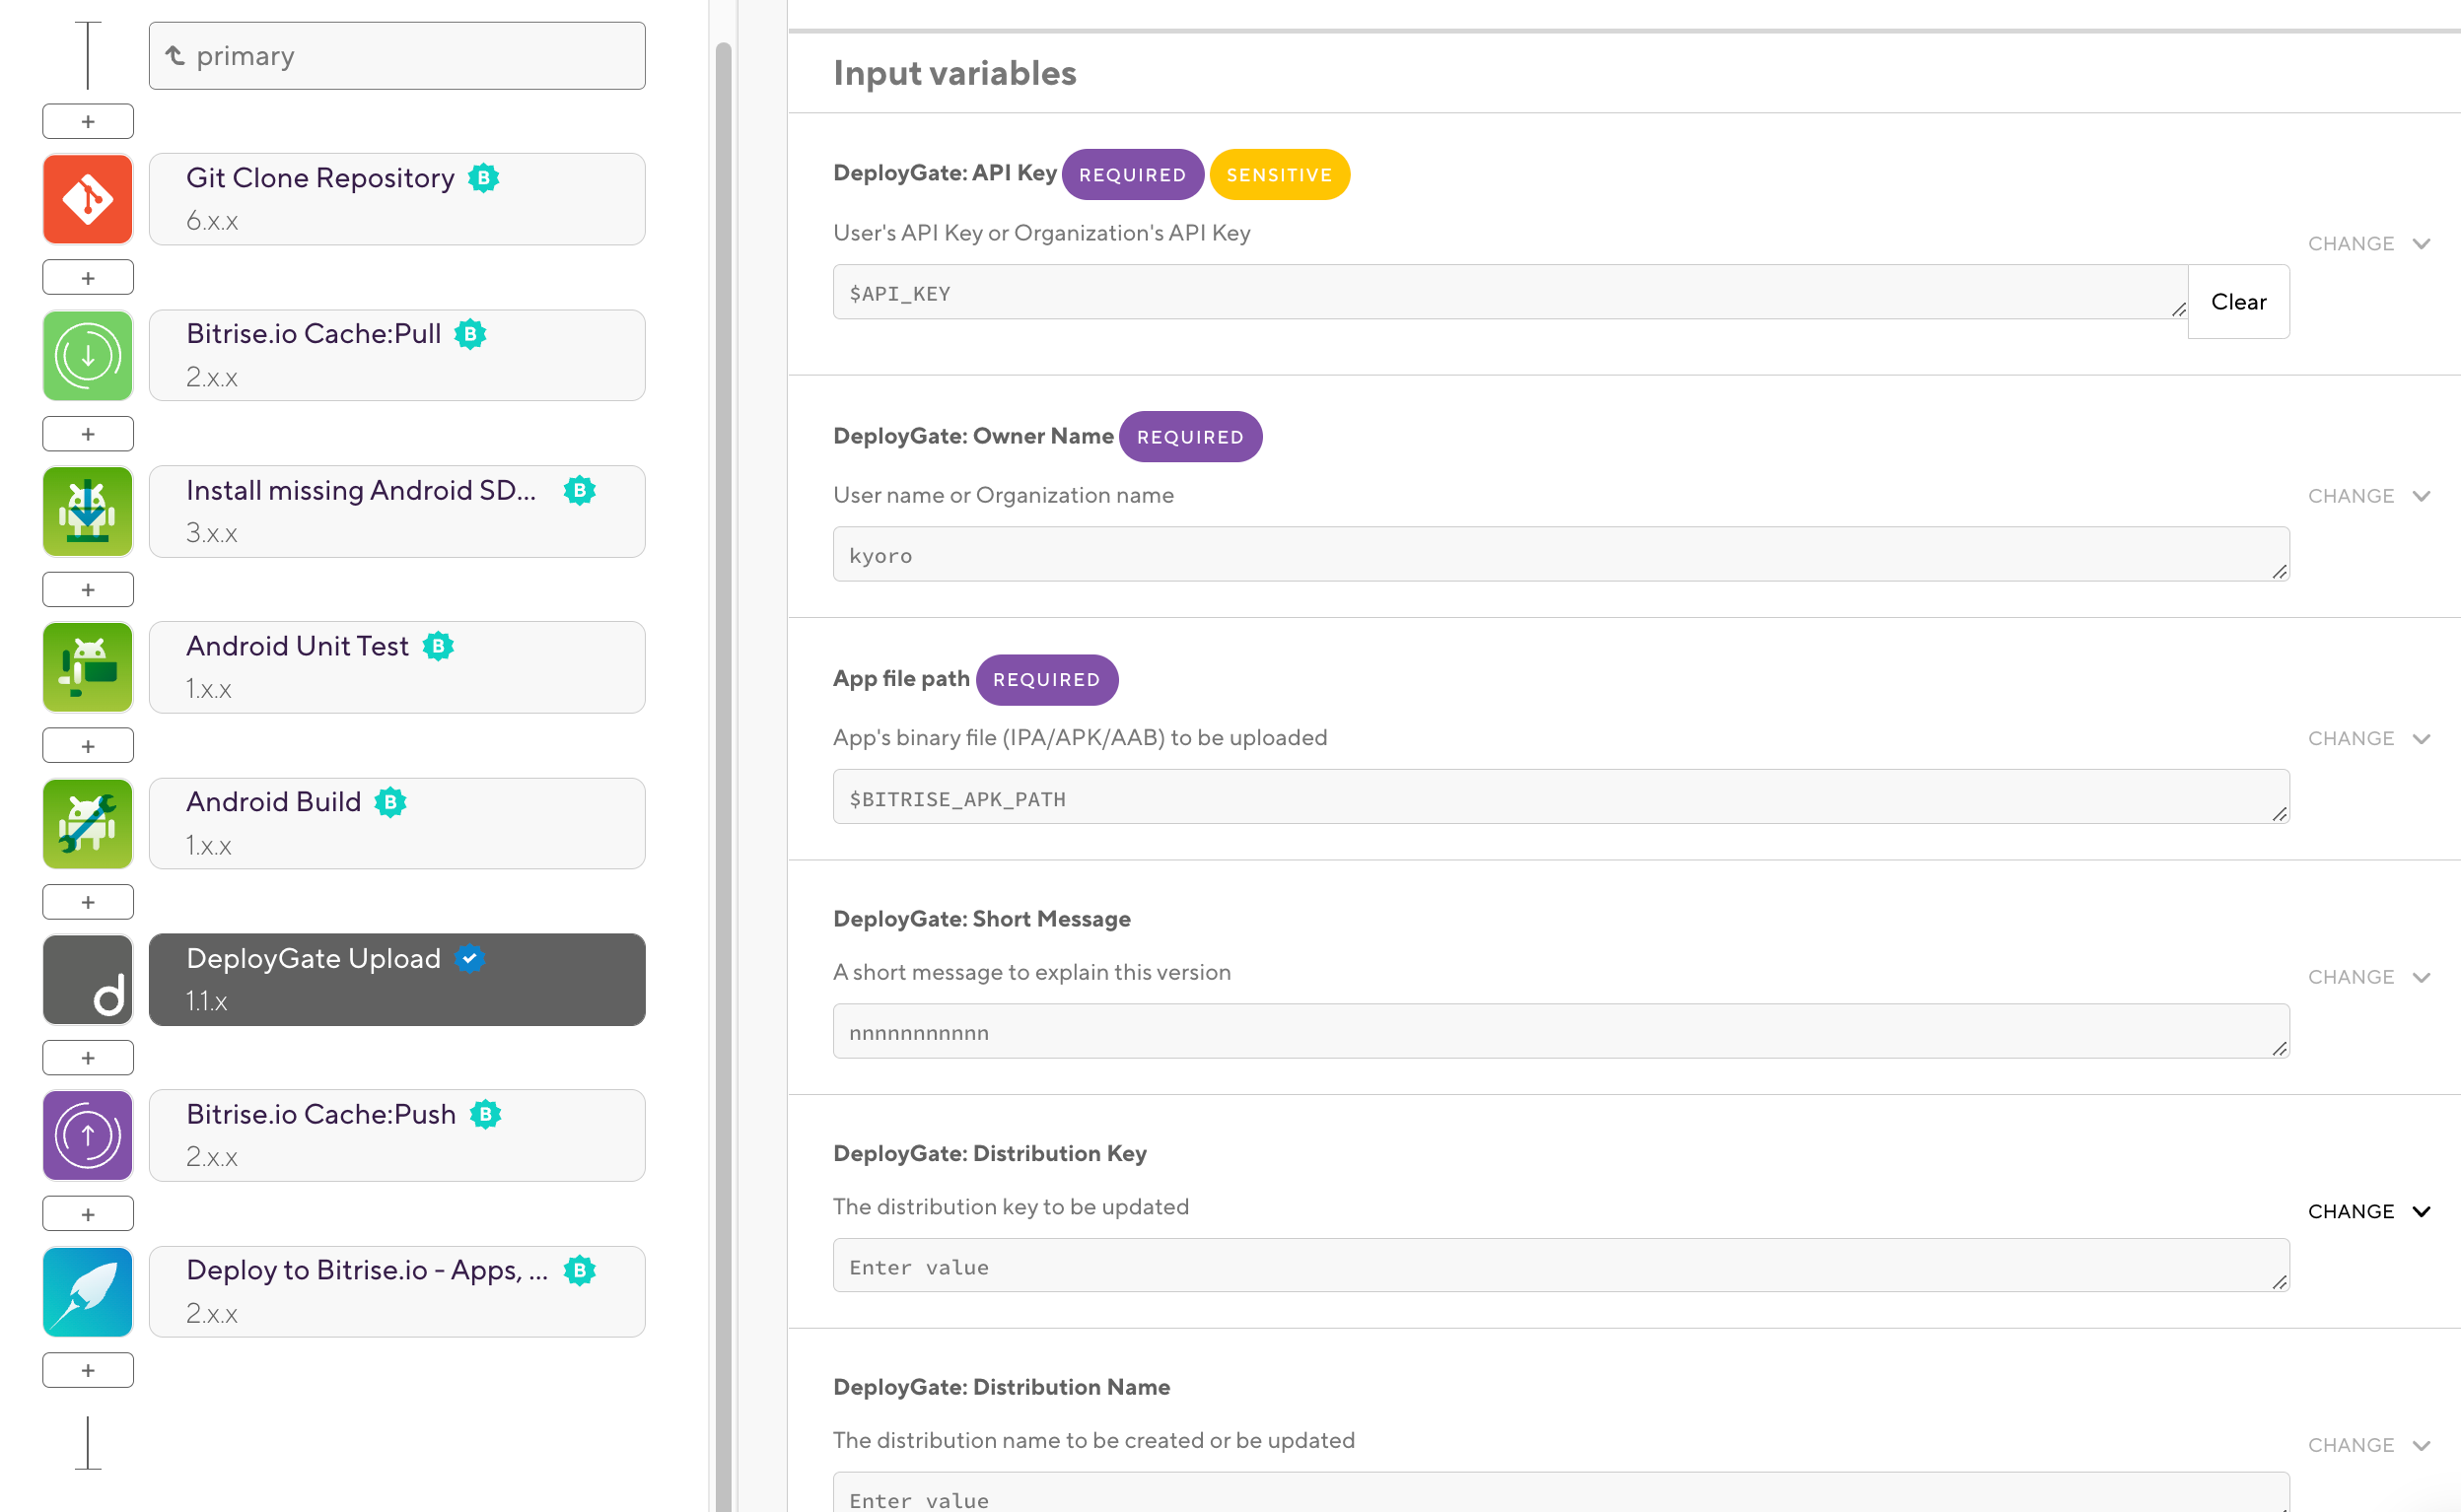 primary
+
Git Clone Repository B
6.x.x
+
Bitrise.io Cache:Pull B
2.x.x
+
Install missing Android SD... B
3.x.x
+
Android Unit Test B
1.x.x
+
Android Build B
1.x.x
+
d
DeployGate Upload
1.1.x
+
Bitrise.io Cache:Push B
2.x.x
+
Deploy to Bitrise.io - Apps, ... B
2.x.x
+
Input variables
DeployGate: API Key REQUIRED SENSITIVE
User's API Key or Organization's API Key
CHANGE
$API_KEY
Clear
DeployGate: Owner Name REQUIRED
User name or Organization name
CHANGE
kyoro
App file path REQUIRED
App's binary file (IPA/APK/AAB) to be uploaded
CHANGE
$BITRISE_APK_PATH
DeployGate: Short Message
A short message to explain this version
CHANGE
nnnnnnnnnnn
DeployGate: Distribution Key
The distribution key to be updated
CHANGE
Enter value
DeployGate: Distribution Name
The distribution name to be created or be updated
CHANGE
Enter value